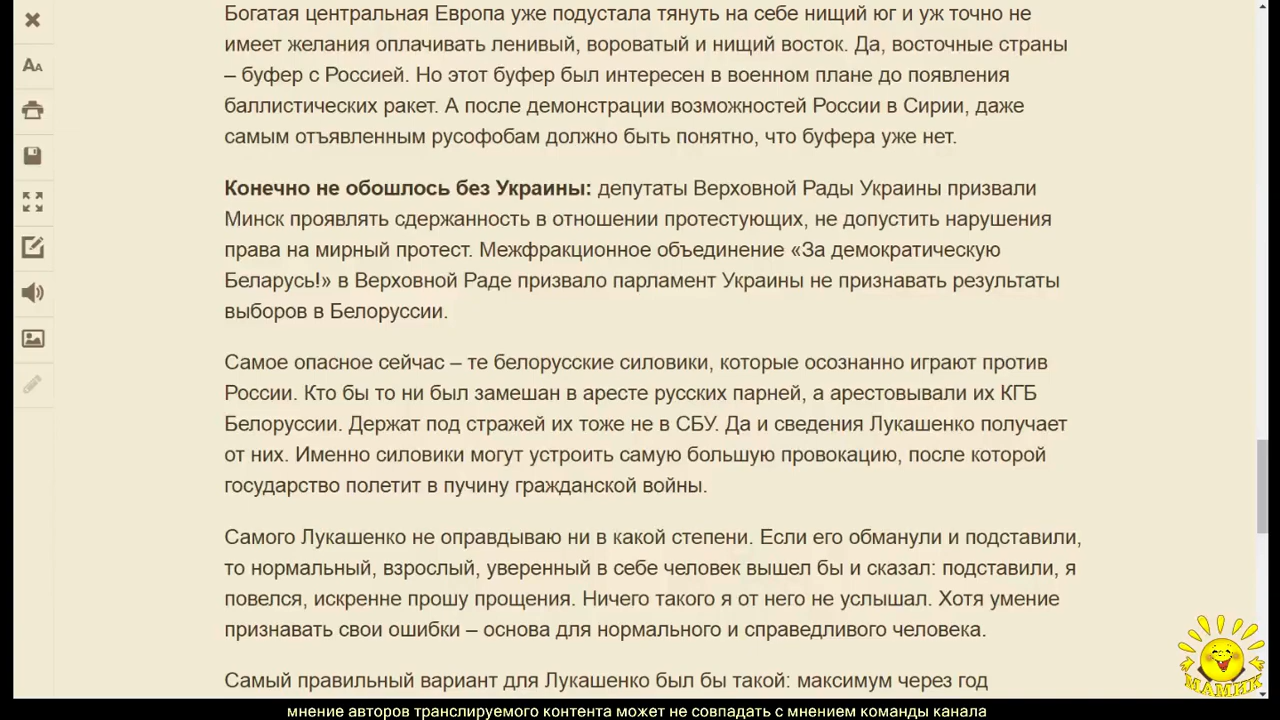 Богатая центральная Европа уже подустала тянуть на себе нищий юг и уж точно не
имеет желания оплачивать ленивый, вороватый и нищий восток. Да, восточные страны
– буфер с Россией. Но этот буфер был интересен в военном плане до появления
баллистических ракет. А после демонстрации возможностей России в Сирии, даже
самым отъявленным русофобам должно быть понятно, что буфера уже нет.
Конечно не обошлось без Украины: депутаты Верховной Рады Украины призвали
Минск проявлять сдержанность в отношении протестующих, не допустить нарушения
права на мирный протест. Межфракционное объединение «За демократическую
Беларусь!» в Верховной Раде призвало парламент Украины не признавать результаты
выборов в Белоруссии.
Самое опасное сейчас – те белорусские силовики, которые осознанно играют против
России. Кто бы то ни был замешан в аресте русских парней, а арестовывали их КГБ
Белоруссии. Держат под стражей их тоже не в СБУ. Да и сведения Лукашенко получает
от них. Именно силовики могут устроить самую большую провокацию, после которой
государство полетит в пучину гражданской войны.
Самого Лукашенко не оправдываю ни в какой степени. Если его обманули и подставили,
то нормальный, взрослый, уверенный в себе человек вышел бы и сказал: подставили, я
повелся, искренне прошу прощения. Ничего такого я от него не услышал. Хотя умение
признавать свои ошибки – основа для нормального и справедливого человека.
Самый правильный вариант для Лукашенко был бы такой: максимум через год
МАМИК
мнение авторов транслируемого контента может не совпадать с мнением команды канала